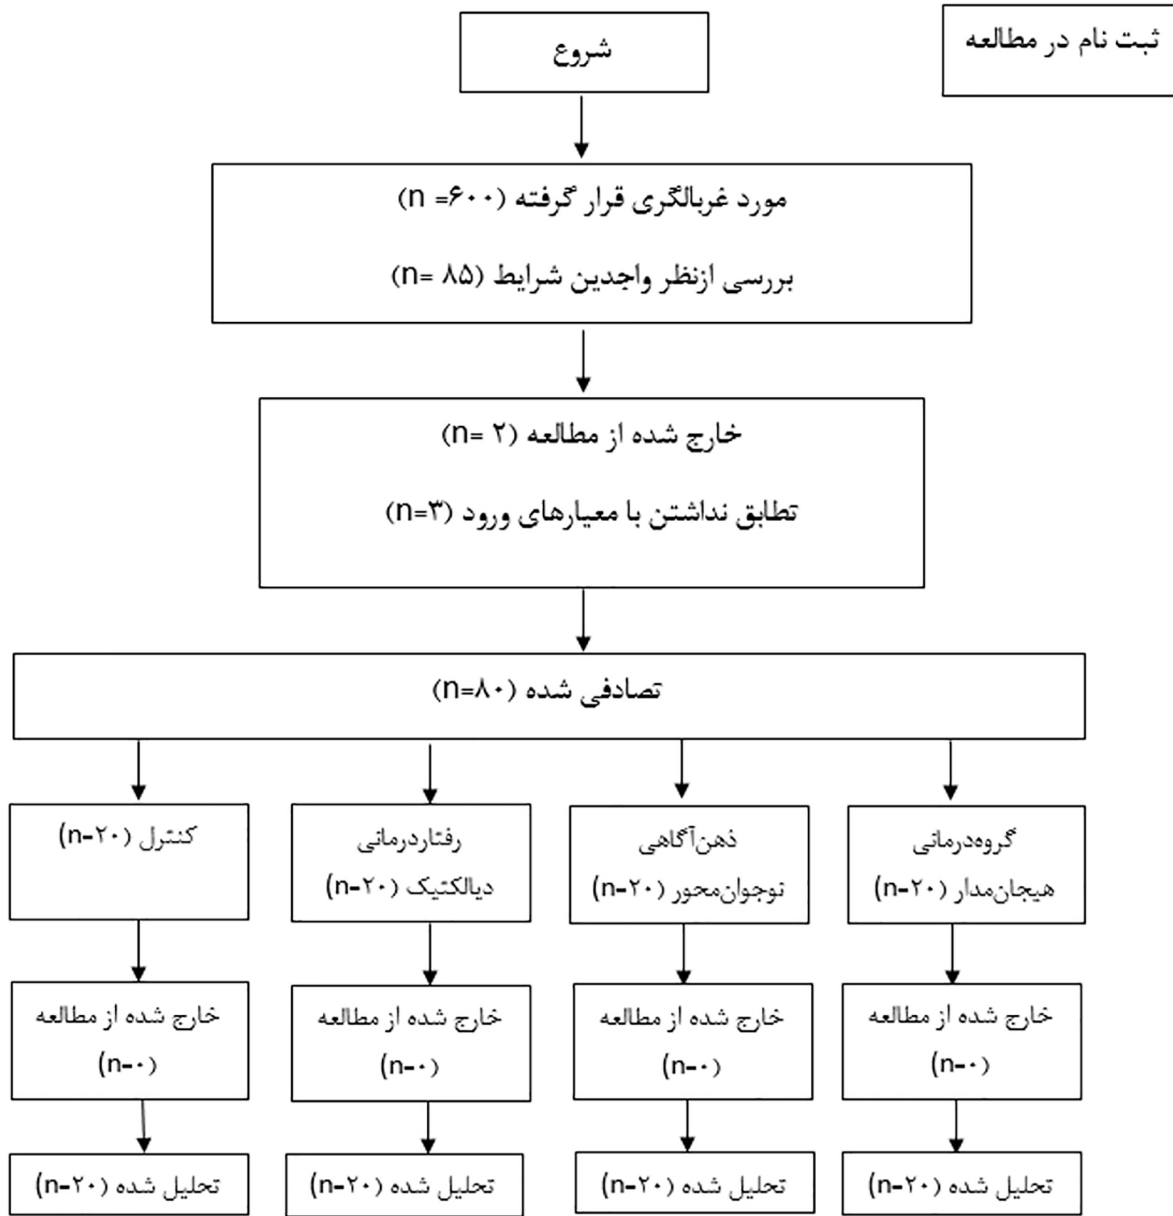 ثبت نام در مطالعه
شروع
مورد غربالگری قرار گرفته (n =۶۰۰)
بررسی ازنظر واجدین شرایط (n= ۸۵)
خارج شده از مطالعه (n= ۲)
تطابق نداشتن با معیارهای ورود (n=۳)
تصادفی شده (n=۸۰)
گروه‌درمانی
هیجان‌مدار (n=۲۰)
ذهن‌آگاهی
نوجوان‌محور (n=۲۰)
رفتاردرمانی
دیالکتیک (n=۲۰)
کنترل (n=۲۰)
خارج شده از مطالعه
(n=۰)
خارج شده از مطالعه
(n=۰)
خارج شده از مطالعه
(n=۰)
خارج شده از مطالعه
(n=۰)
تحلیل شده (n=۲۰)
تحلیل شده (n=۲۰)
تحلیل شده (n=۲۰)
تحلیل شده (n=۲۰)